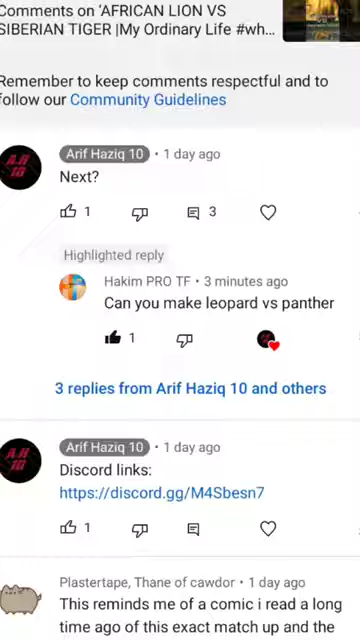 Comments on ‘AFRICAN LION VS
SIBERIAN TIGER |My Ordinary Life #wh...
Remember to keep comments respectful and to
follow our Community Guidelines
Arif Haziq 10 • 1 day ago
Next?
1
3
Highlighted reply
Hakim PRO TF • 3 minutes ago
Can you make leopard vs panther
1
3 replies from Arif Haziq 10 and others
Arif Haziq 10 • 1 day ago
Discord links:
https://discord.gg/M4Sbesn7
1
Plastertape, Thane of cawdor • 1 day ago
This reminds me of a comic i read a long
time ago of this exact match up and the